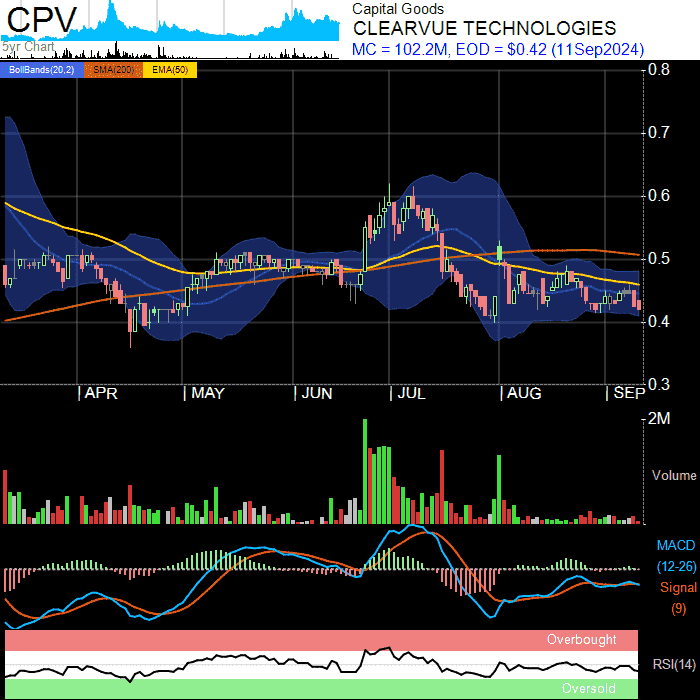 CPV
5yr Chart
Capital Goods
CLEARVUE TECHNOLOGIES
MC = 102.2M, EOD = $0.42 (11Sep2024)
BollBands(20,2) SMA(200) EMA(50)
0.8
0.7
0.6
0.5
0.4
0.3
APR MAY JUN JUL AUG SEP
2M
Volume
MACD
(12-26)
Signal
(9)
Overbought
RSI(14)
Oversold